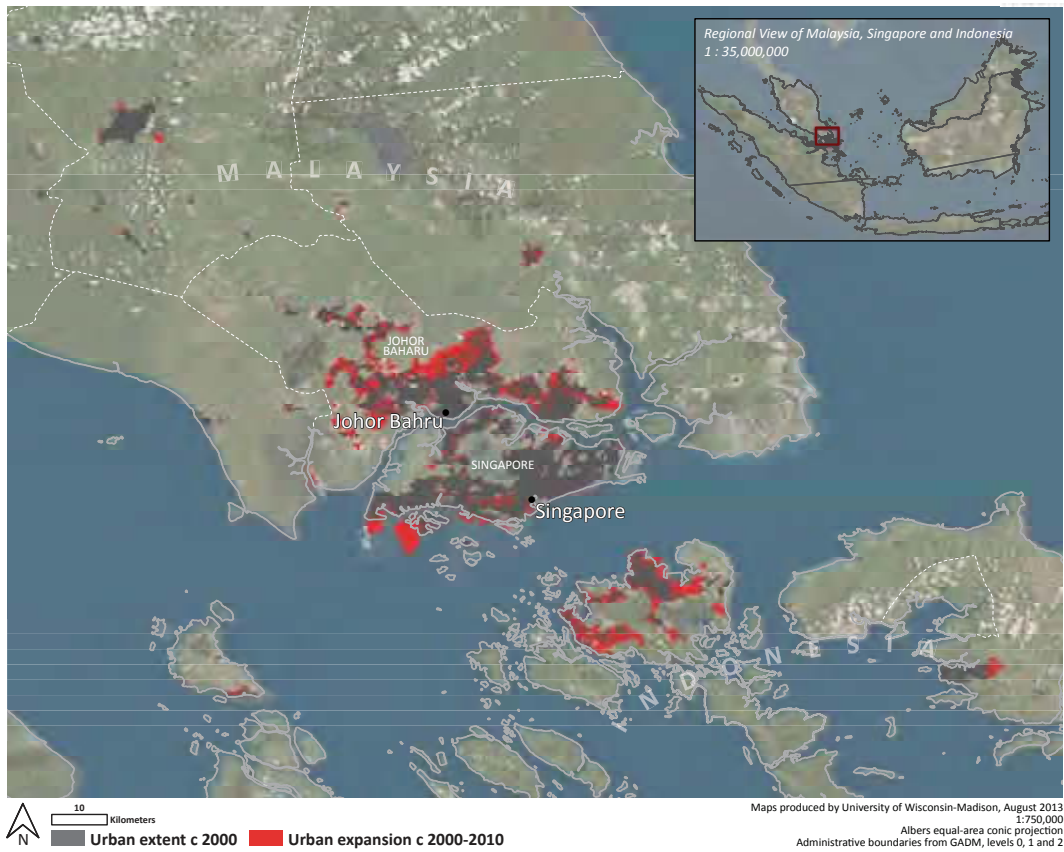 Regional View of Malaysia, Singapore and Indonesia
1 : 35,000,000
MALAYSIA
JOHOR
BAHARU
Johor Bahru
SINGAPORE
Singapore
INDONESIA
10
Kilometers
N
Urban extent c 2000
Urban expansion c 2000-2010
Maps produced by University of Wisconsin-Madison, August 2013
1:750,000
Albers equal-area conic projection
Administrative boundaries from GADM, levels 0, 1 and 2